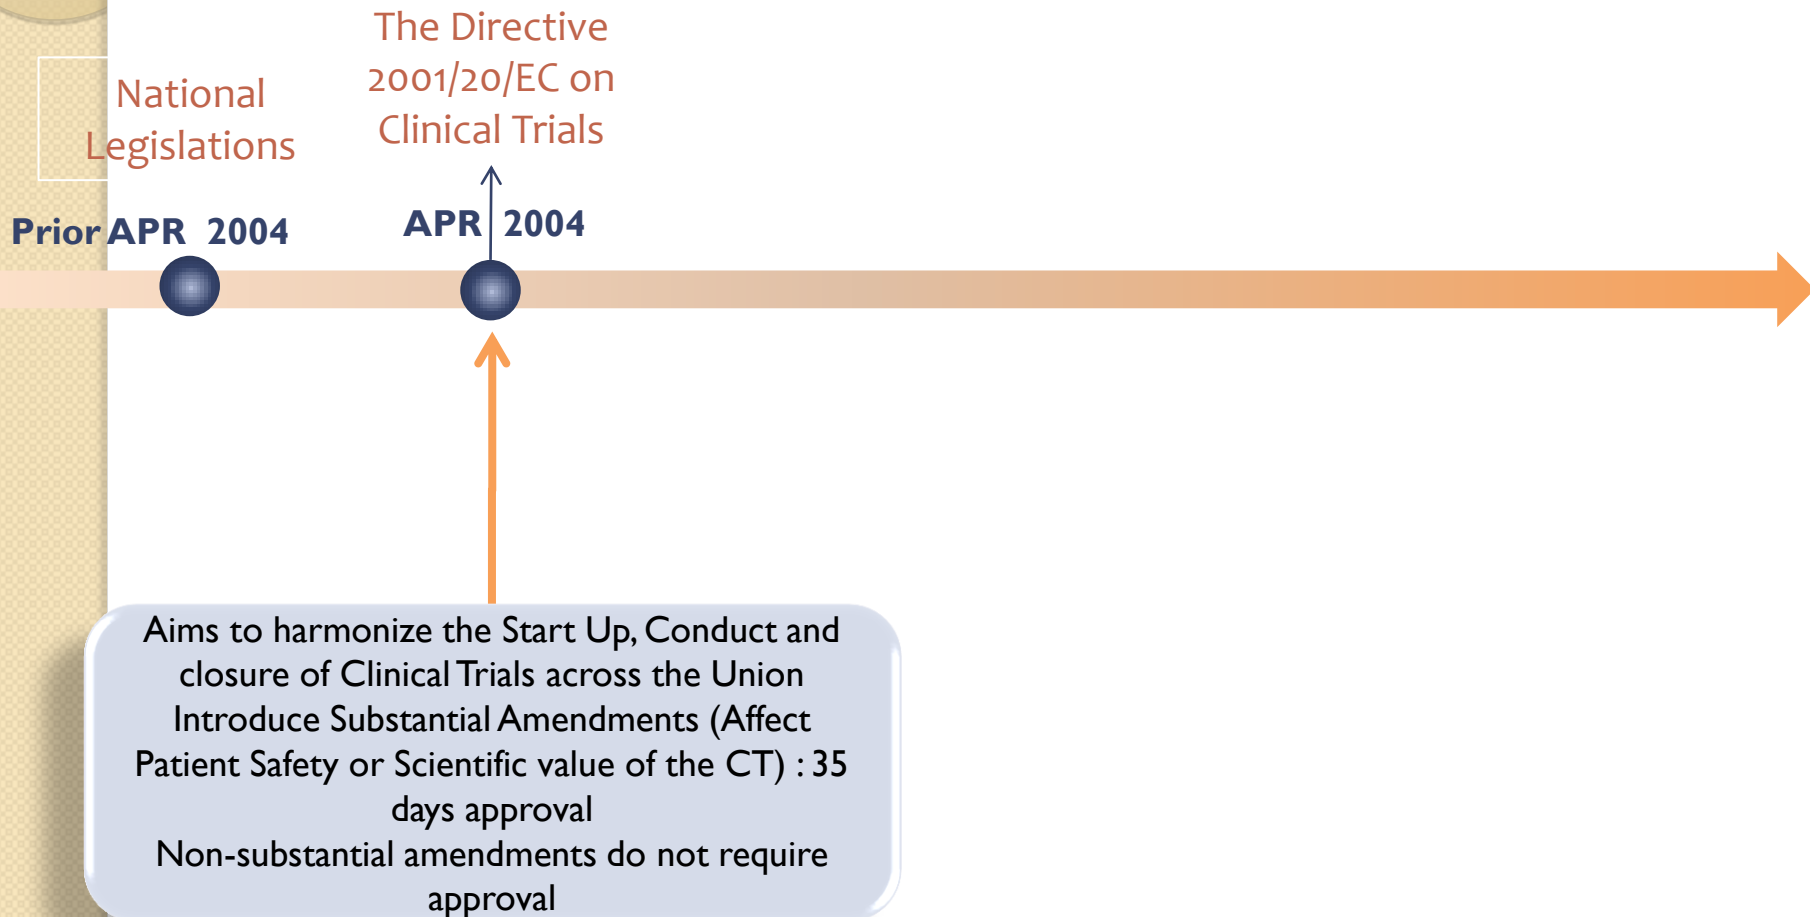 National
Legislations
The Directive
2001/20/EC on
Clinical Trials
Prior APR 2004
APR 2004
Aims to harmonize the Start Up, Conduct and
closure of Clinical Trials across the Union
Introduce Substantial Amendments (Affect
Patient Safety or Scientific value of the CT) : 35
days approval
Non-substantial amendments do not require
approval